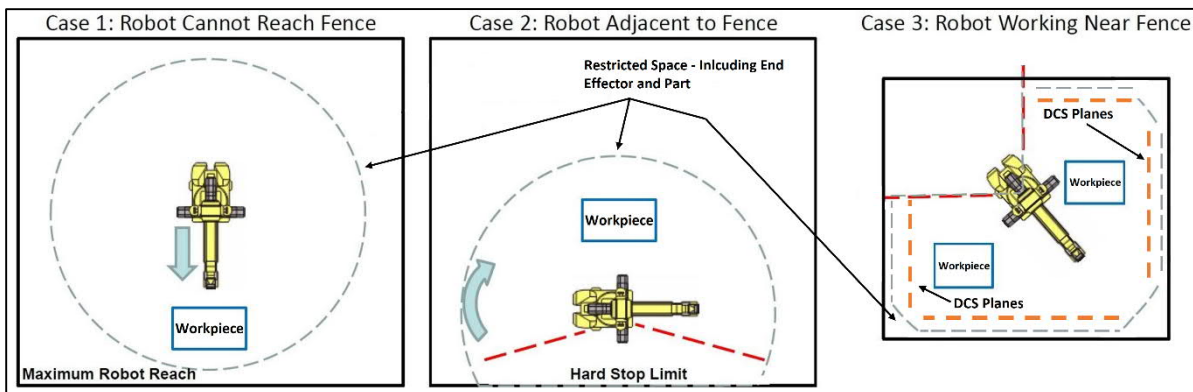 Case 1: Robot Cannot Reach Fence
Case 2: Robot Adjacent to Fence
Case 3: Robot Working Near Fence
Restricted Space - Inlcuding End
Effector and Part
DCS Planes
Workpiece
Workpiece
Workpiece
Workpiece
DCS Planes
Maximum Robot Reach
Hard Stop Limit